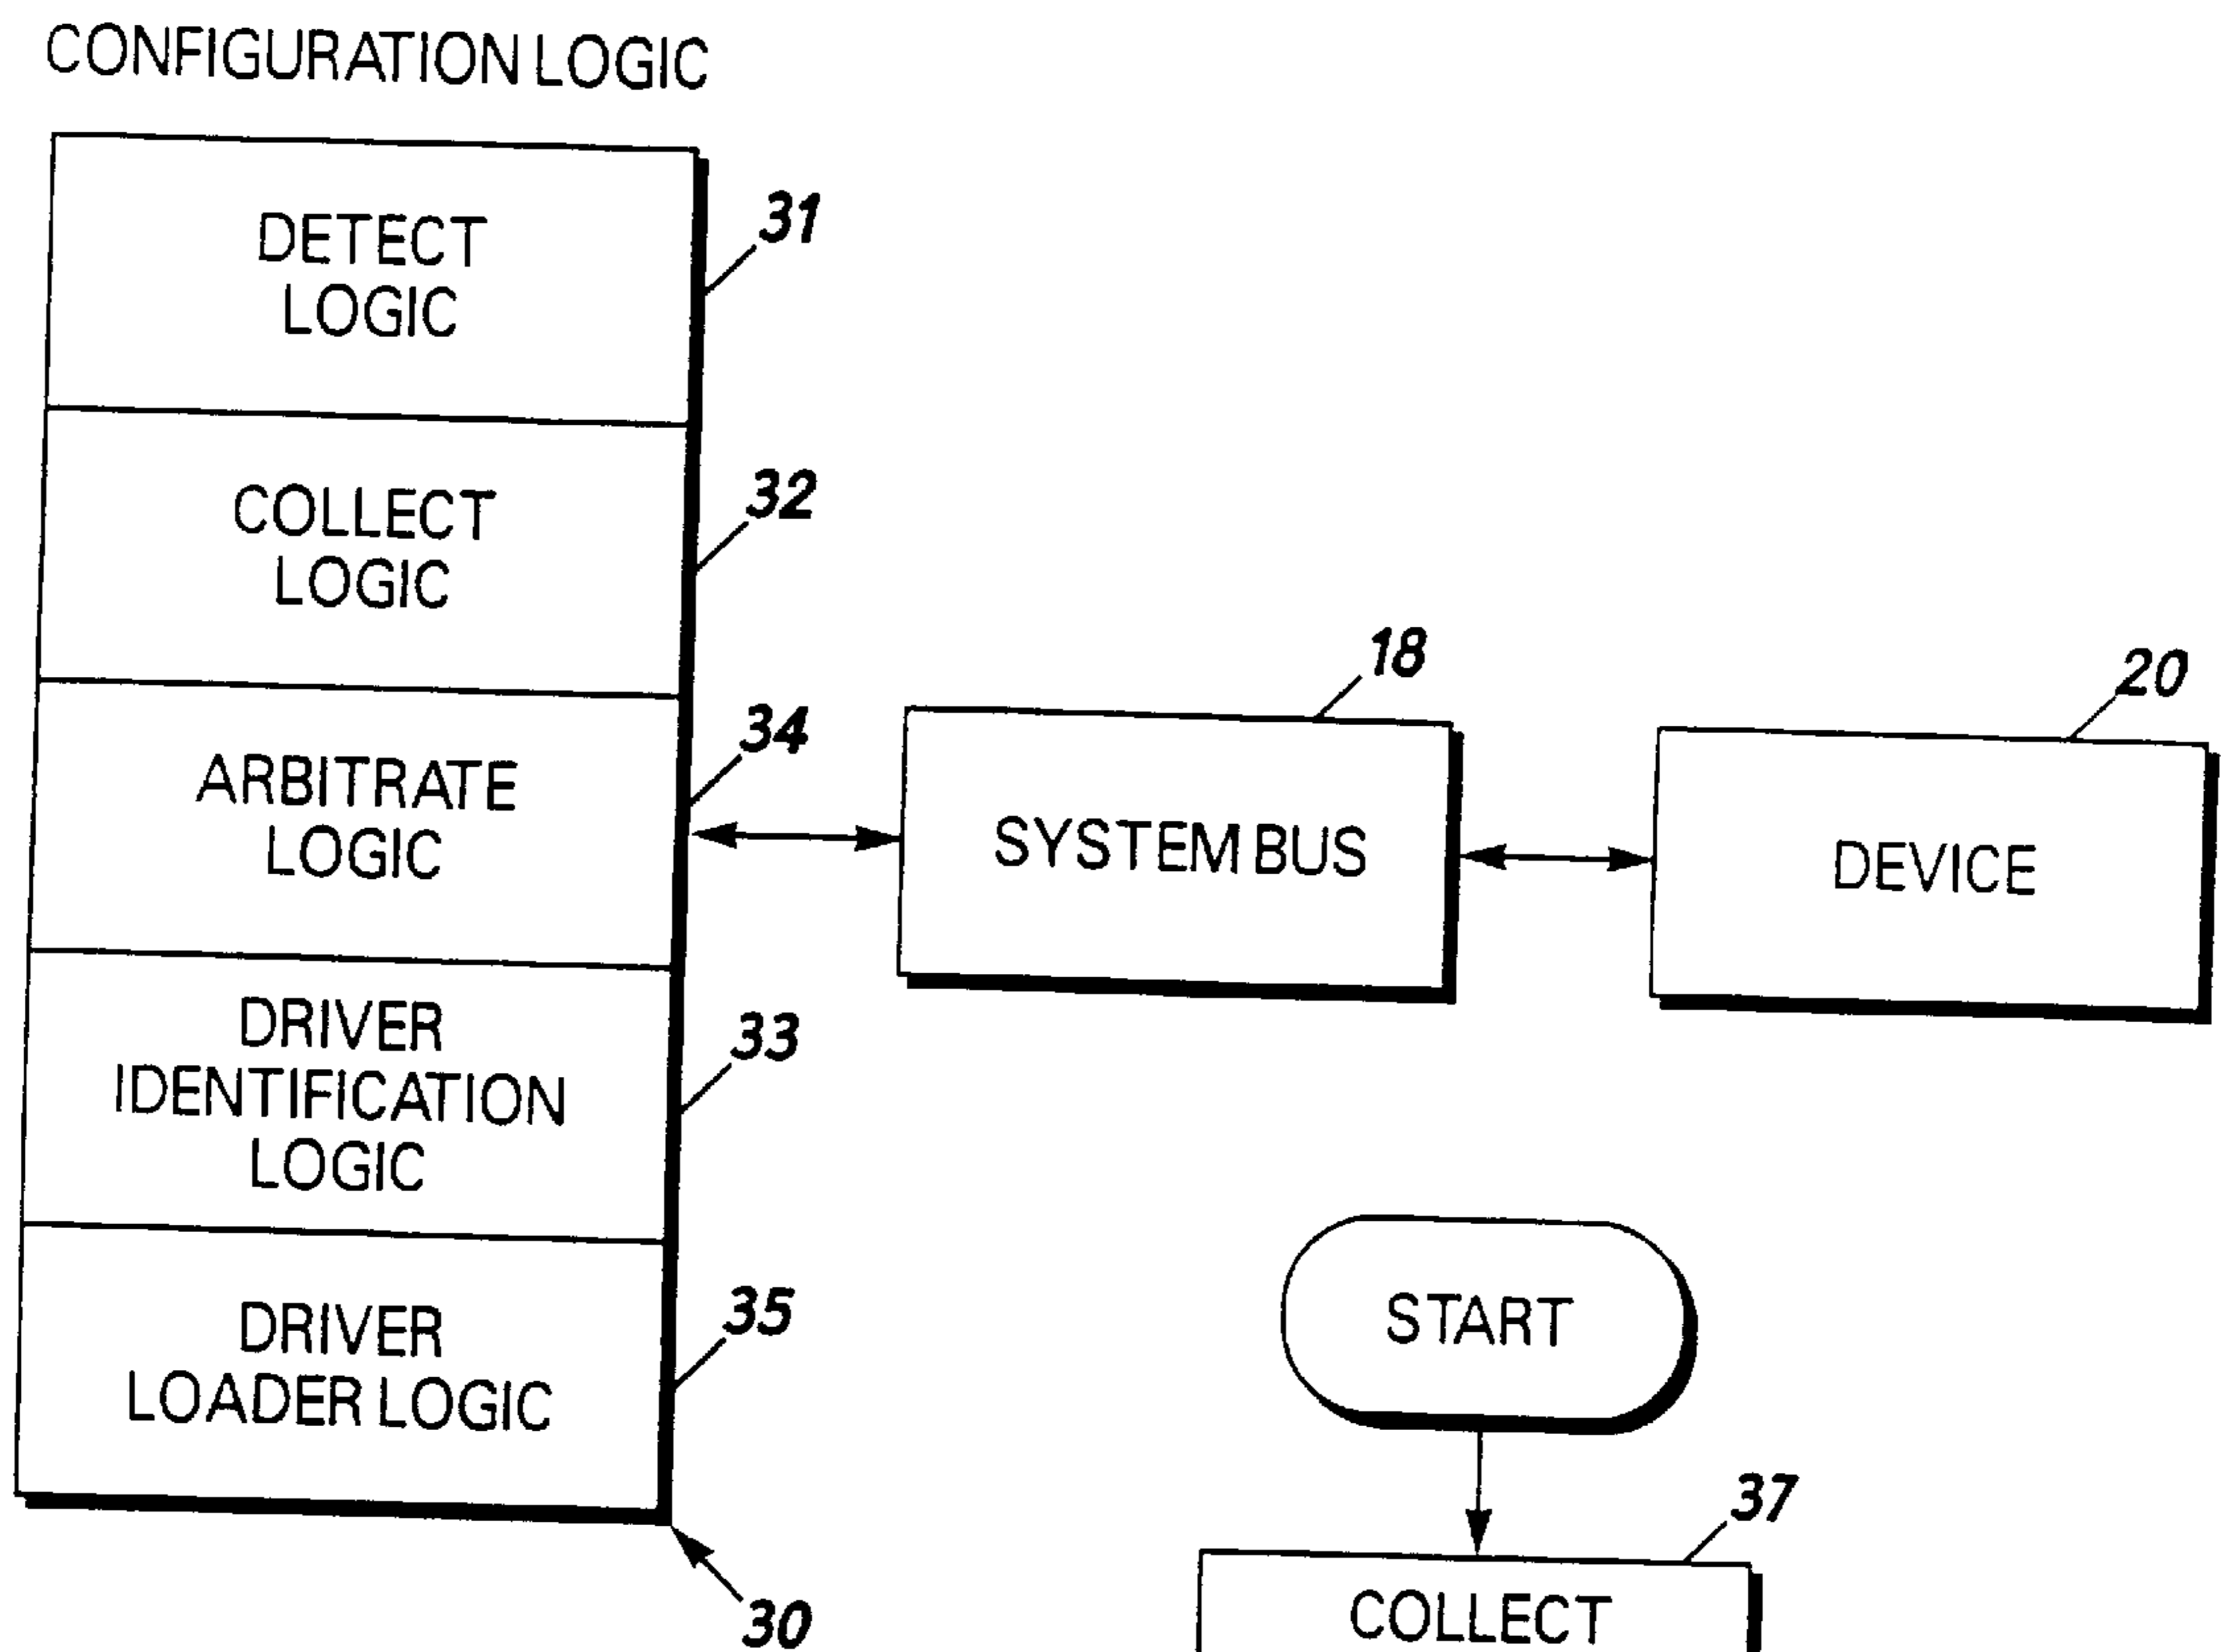 CONFIGURATION LOGIC
DETECT
LOGIC
31
COLLECT
LOGIC
32
ARBITRATE
LOGIC
34
DRIVER
IDENTIFICATION
LOGIC
33
DRIVER
LOADER LOGIC
35
30
SYSTEM BUS
18
DEVICE
20
START
37
COLLECT